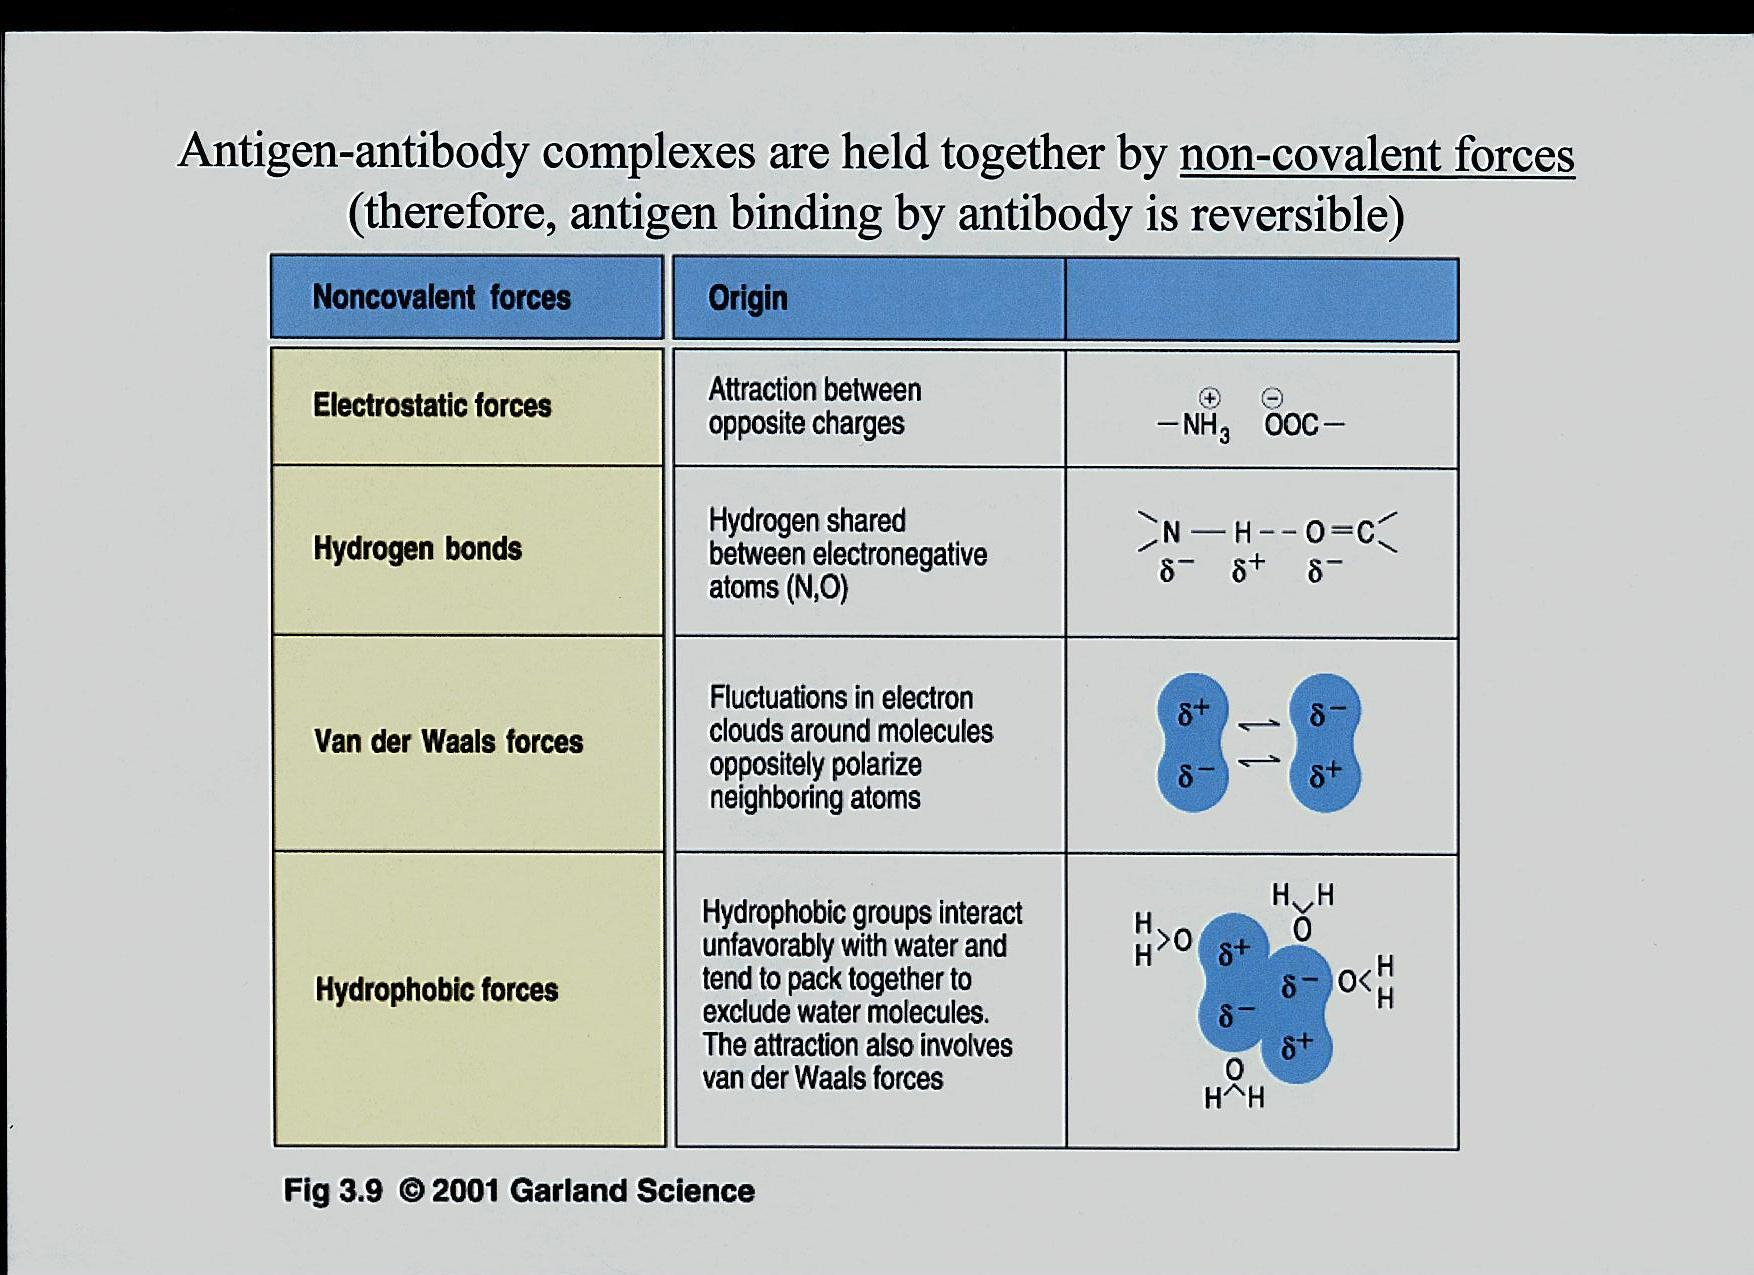 Antigen-antibody complexes are held together by non-covalent forces
(therefore, antigen binding by antibody is reversible)
Noncovalent forces
Origin
Electrostatic forces
Attraction between
opposite charges
⊕ ⊖
—NH₃ OOC—
Hydrogen bonds
Hydrogen shared
between electronegative
atoms (N,O)
>N — H -- O=C<
δ− δ+ δ−
Van der Waals forces
Fluctuations in electron
clouds around molecules
oppositely polarize
neighboring atoms
δ+ ⇌ δ−
δ− ⇌ δ+
Hydrophobic forces
Hydrophobic groups interact
unfavorably with water and
tend to pack together to
exclude water molecules.
The attraction also involves
van der Waals forces
H H
O
H
H >O
δ+
δ− O< H
H
δ−
δ+
O
H H
Fig 3.9 © 2001 Garland Science